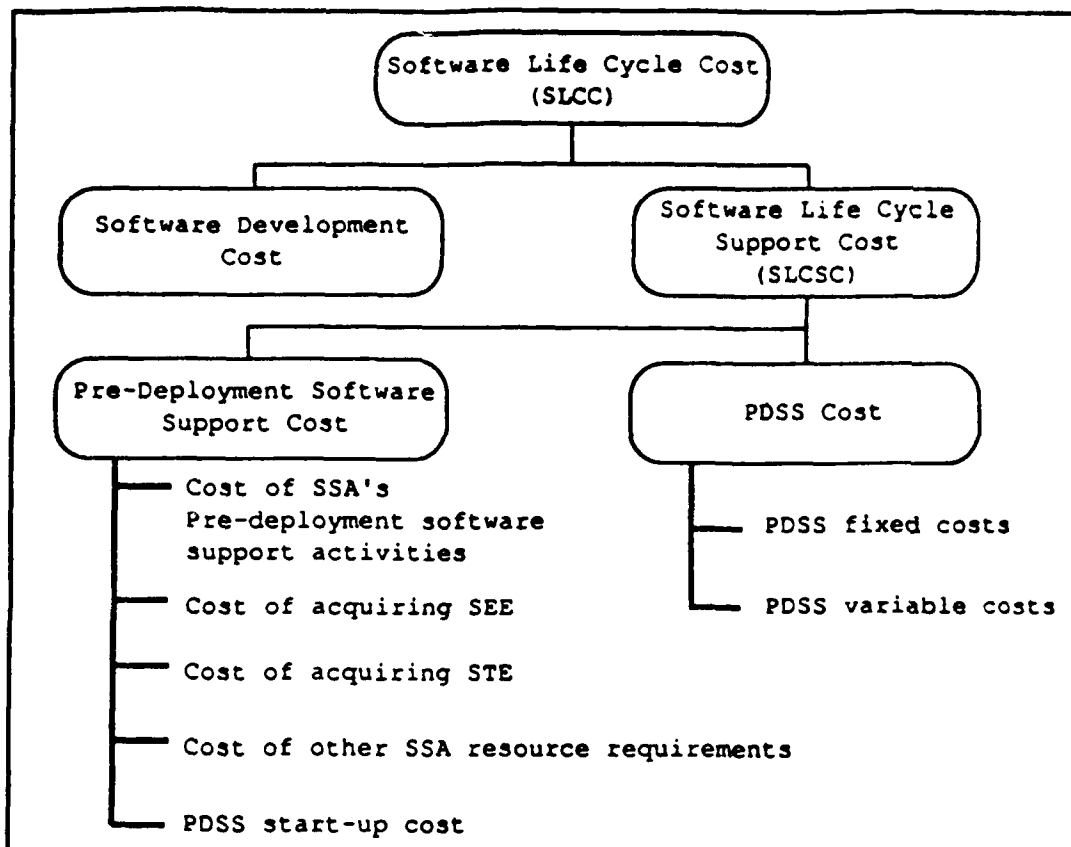 Software Life Cycle Cost
(SLCC)
Software Development
Cost
Software Life Cycle
Support Cost
(SLCSC)
Pre-Deployment Software
Support Cost
PDSS Cost
Cost of SSA's
Pre-deployment software
support activities
Cost of acquiring SEE
Cost of acquiring STE
Cost of other SSA resource requirements
PDSS start-up cost
PDSS fixed costs
PDSS variable costs